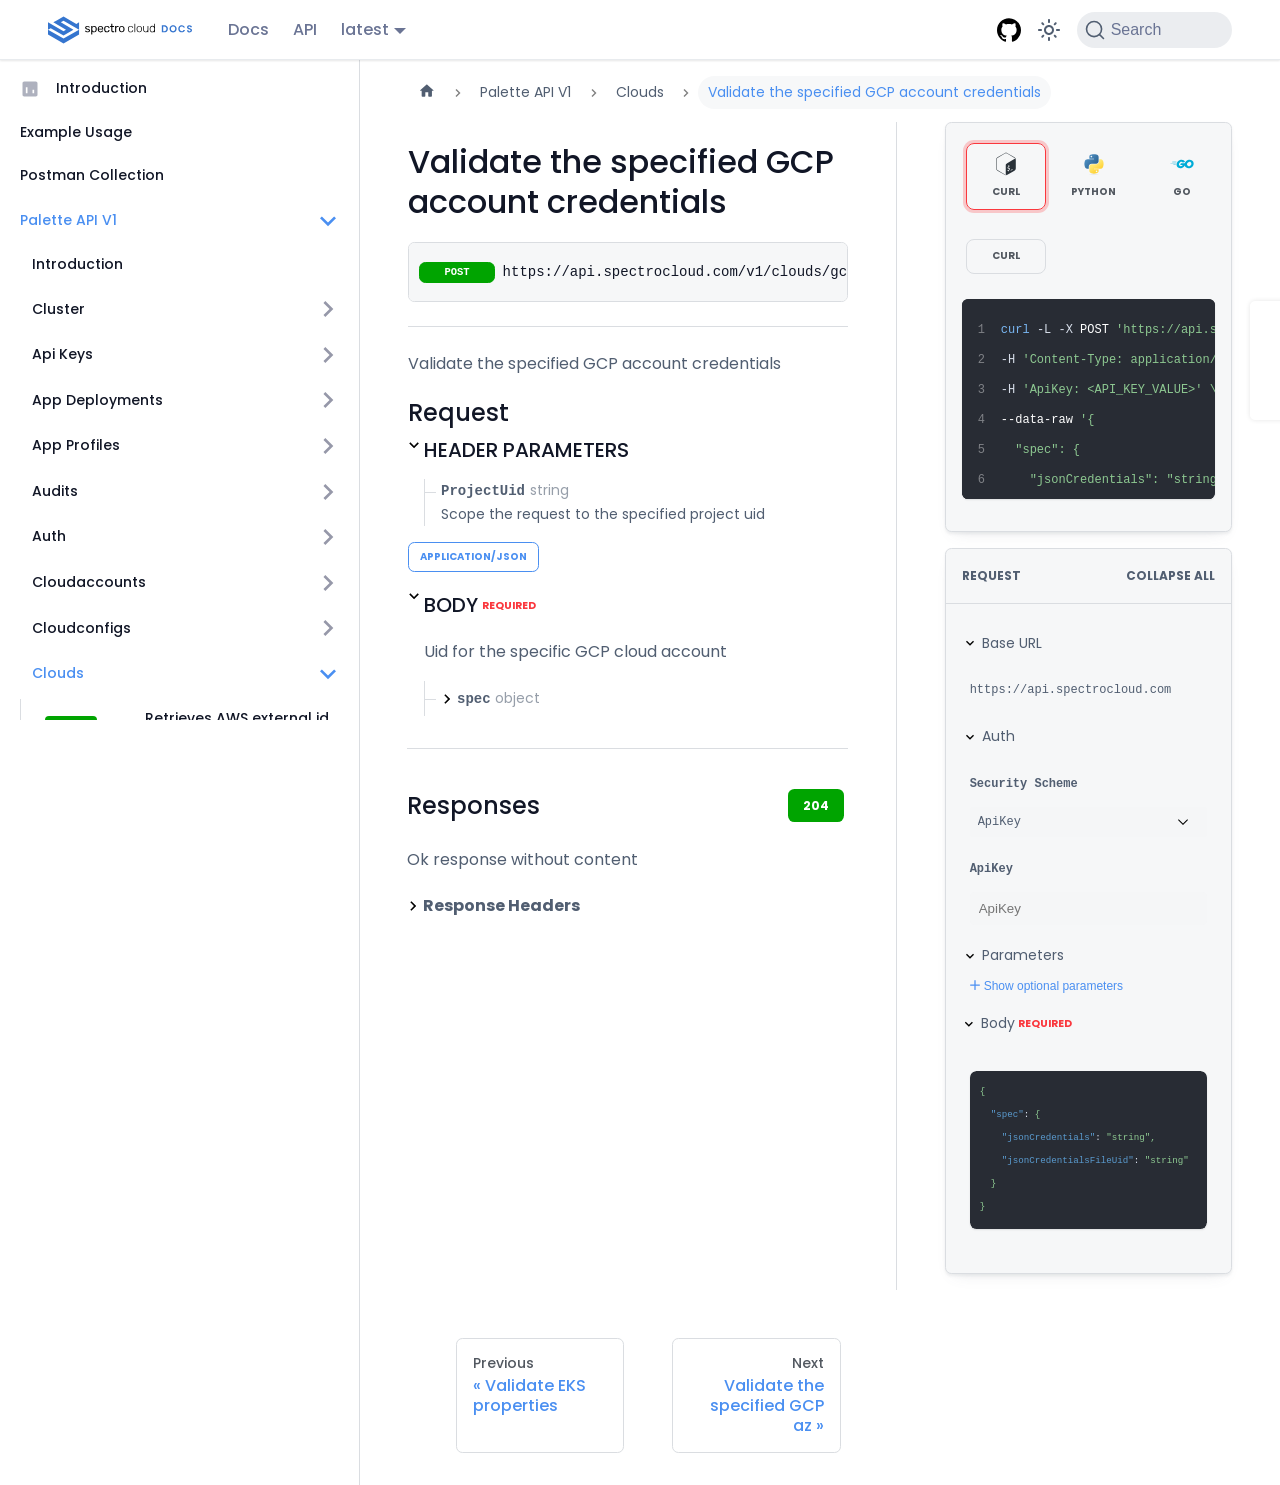 spectro cloud DOCS
Docs
API
latest
Search
Introduction
Example Usage
Postman Collection
Palette API V1
Introduction
Cluster
Api Keys
App Deployments
App Profiles
Audits
Auth
Cloudaccounts
Cloudconfigs
Clouds
Retrieves AWS external id
Palette API V1
Clouds
Validate the specified GCP account credentials
Validate the specified GCP
account credentials
POST https://api.spectrocloud.com/v1/clouds/gc
Validate the specified GCP account credentials
Request
HEADER PARAMETERS
ProjectUid string
Scope the request to the specified project uid
APPLICATION/JSON
BODY REQUIRED
Uid for the specific GCP cloud account
spec object
Responses
204
Ok response without content
Response Headers
CURL
PYTHON
GO
CURL
1 curl -L -X POST 'https://api.s
2 -H 'Content-Type: application/
3 -H 'ApiKey: <API_KEY_VALUE>' \
4 --data-raw '{
5 "spec": {
6 "jsonCredentials": "string
REQUEST
COLLAPSE ALL
Base URL
https://api.spectrocloud.com
Auth
Security Scheme
ApiKey
ApiKey
ApiKey
Parameters
+ Show optional parameters
Body REQUIRED
{
"spec": {
"jsonCredentials": "string",
"jsonCredentialsFileUid": "string"
}
}
Previous
« Validate EKS
properties
Next
Validate the
specified GCP
az »